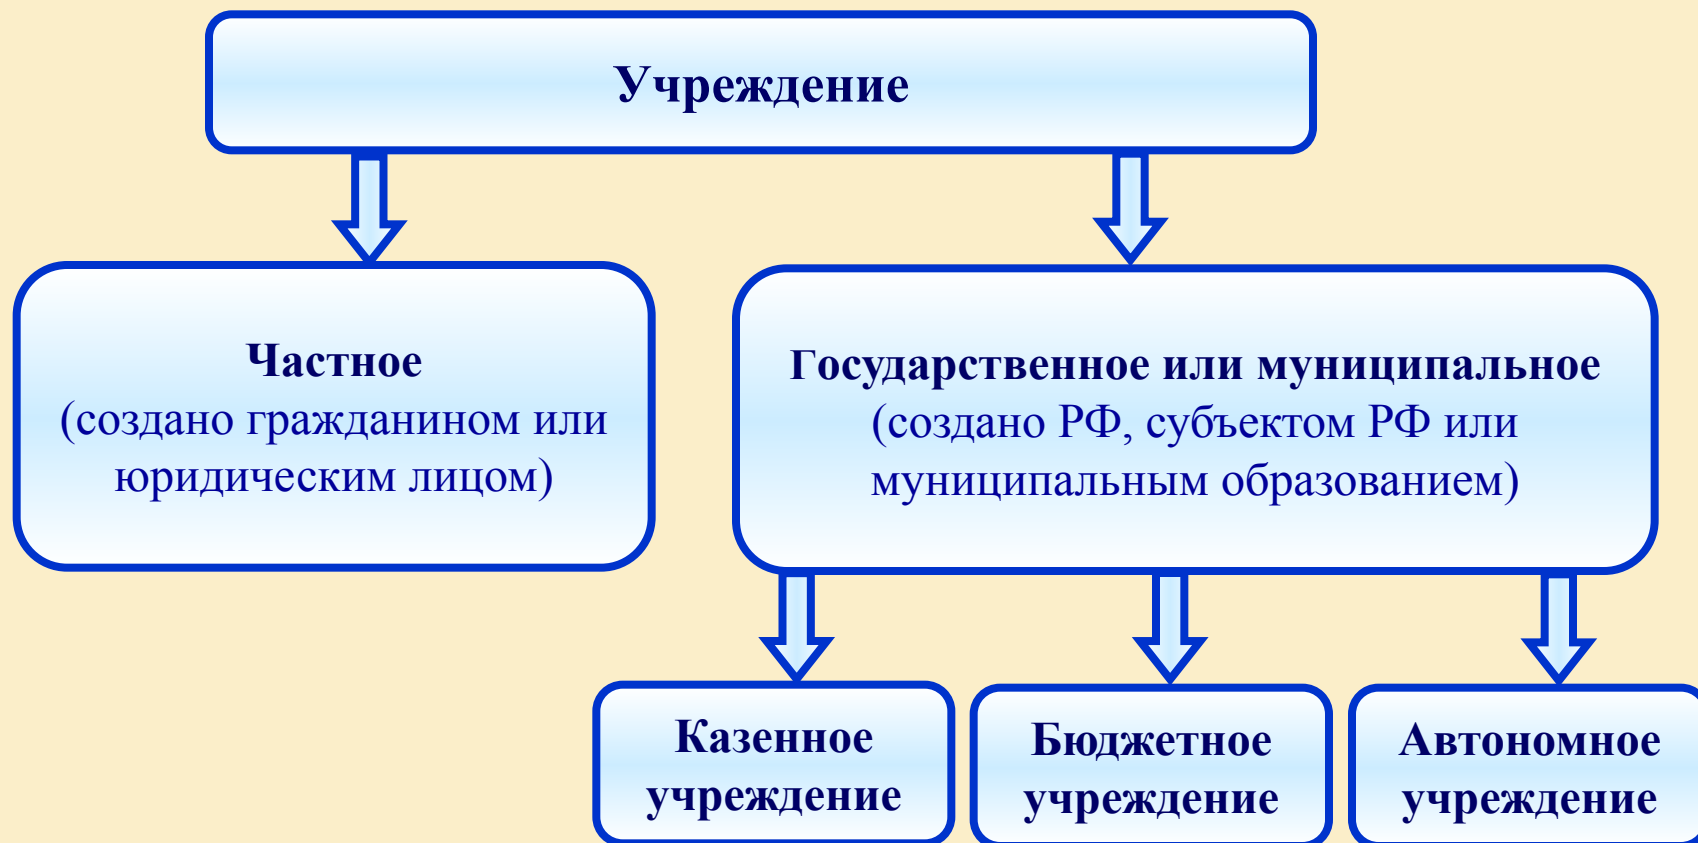 Учреждение
Частное
(создано гражданином или
юридическим лицом)
Государственное или муниципальное
(создано РФ, субъектом РФ или
муниципальным образованием)
Казенное
учреждение
Бюджетное
учреждение
Автономное
учреждение